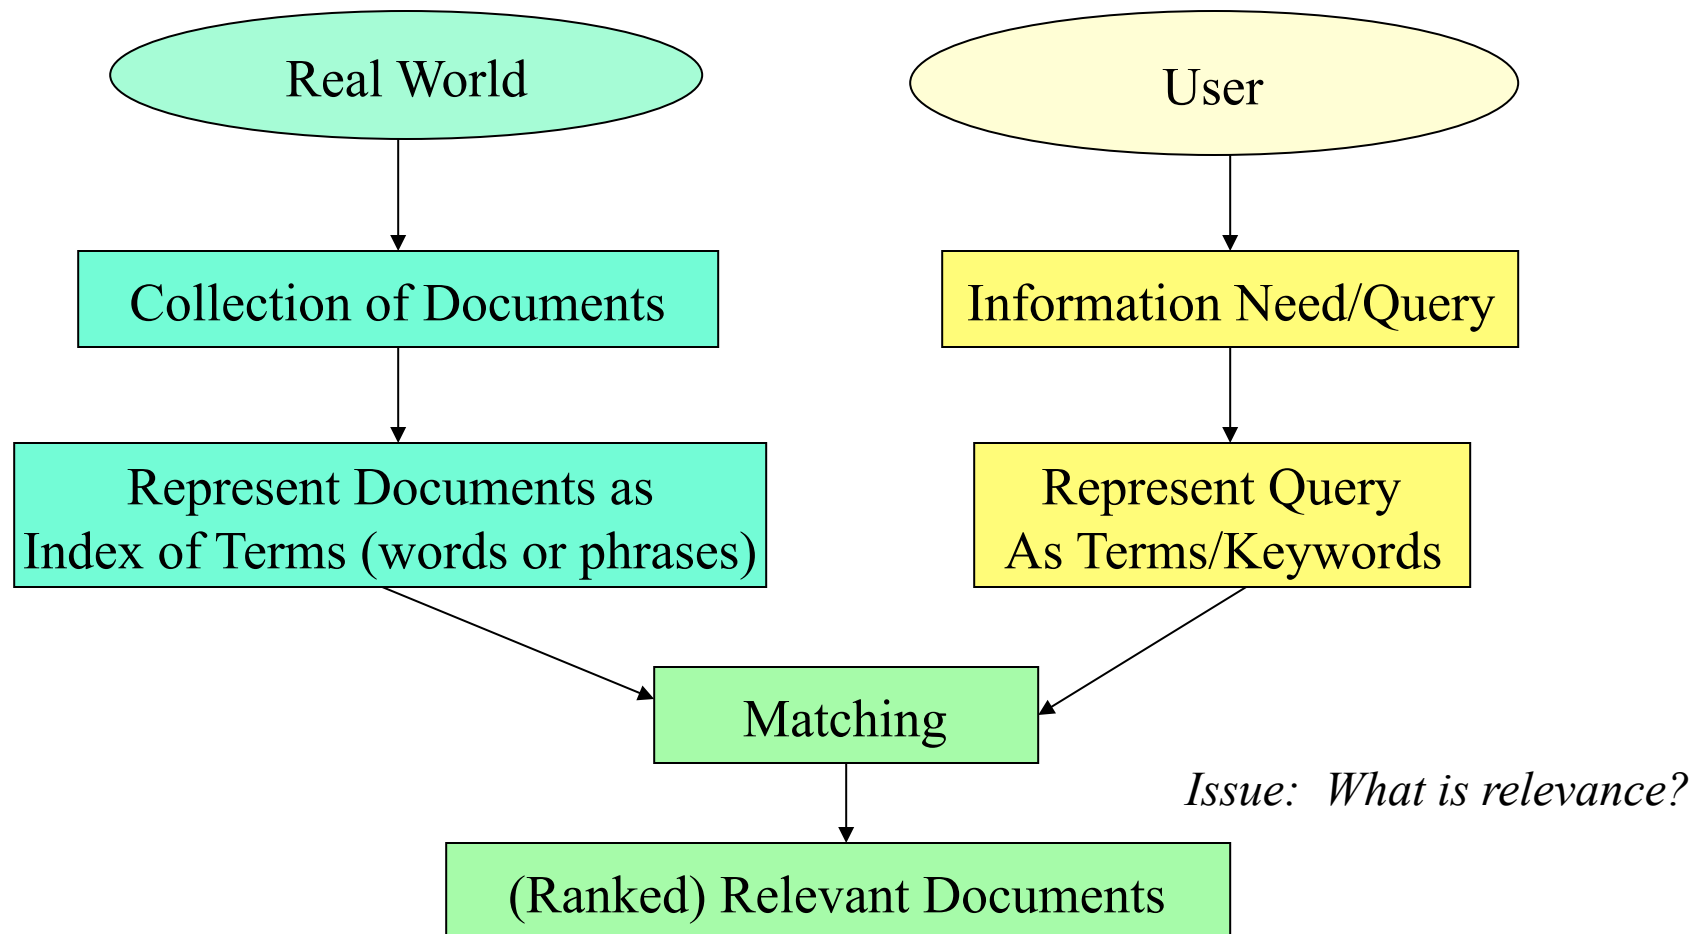 Real World
User
Collection of Documents
Information Need/Query
Represent Documents as
Index of Terms (words or phrases)
Represent Query
As Terms/Keywords
Matching
Issue:  What is relevance?
(Ranked) Relevant Documents